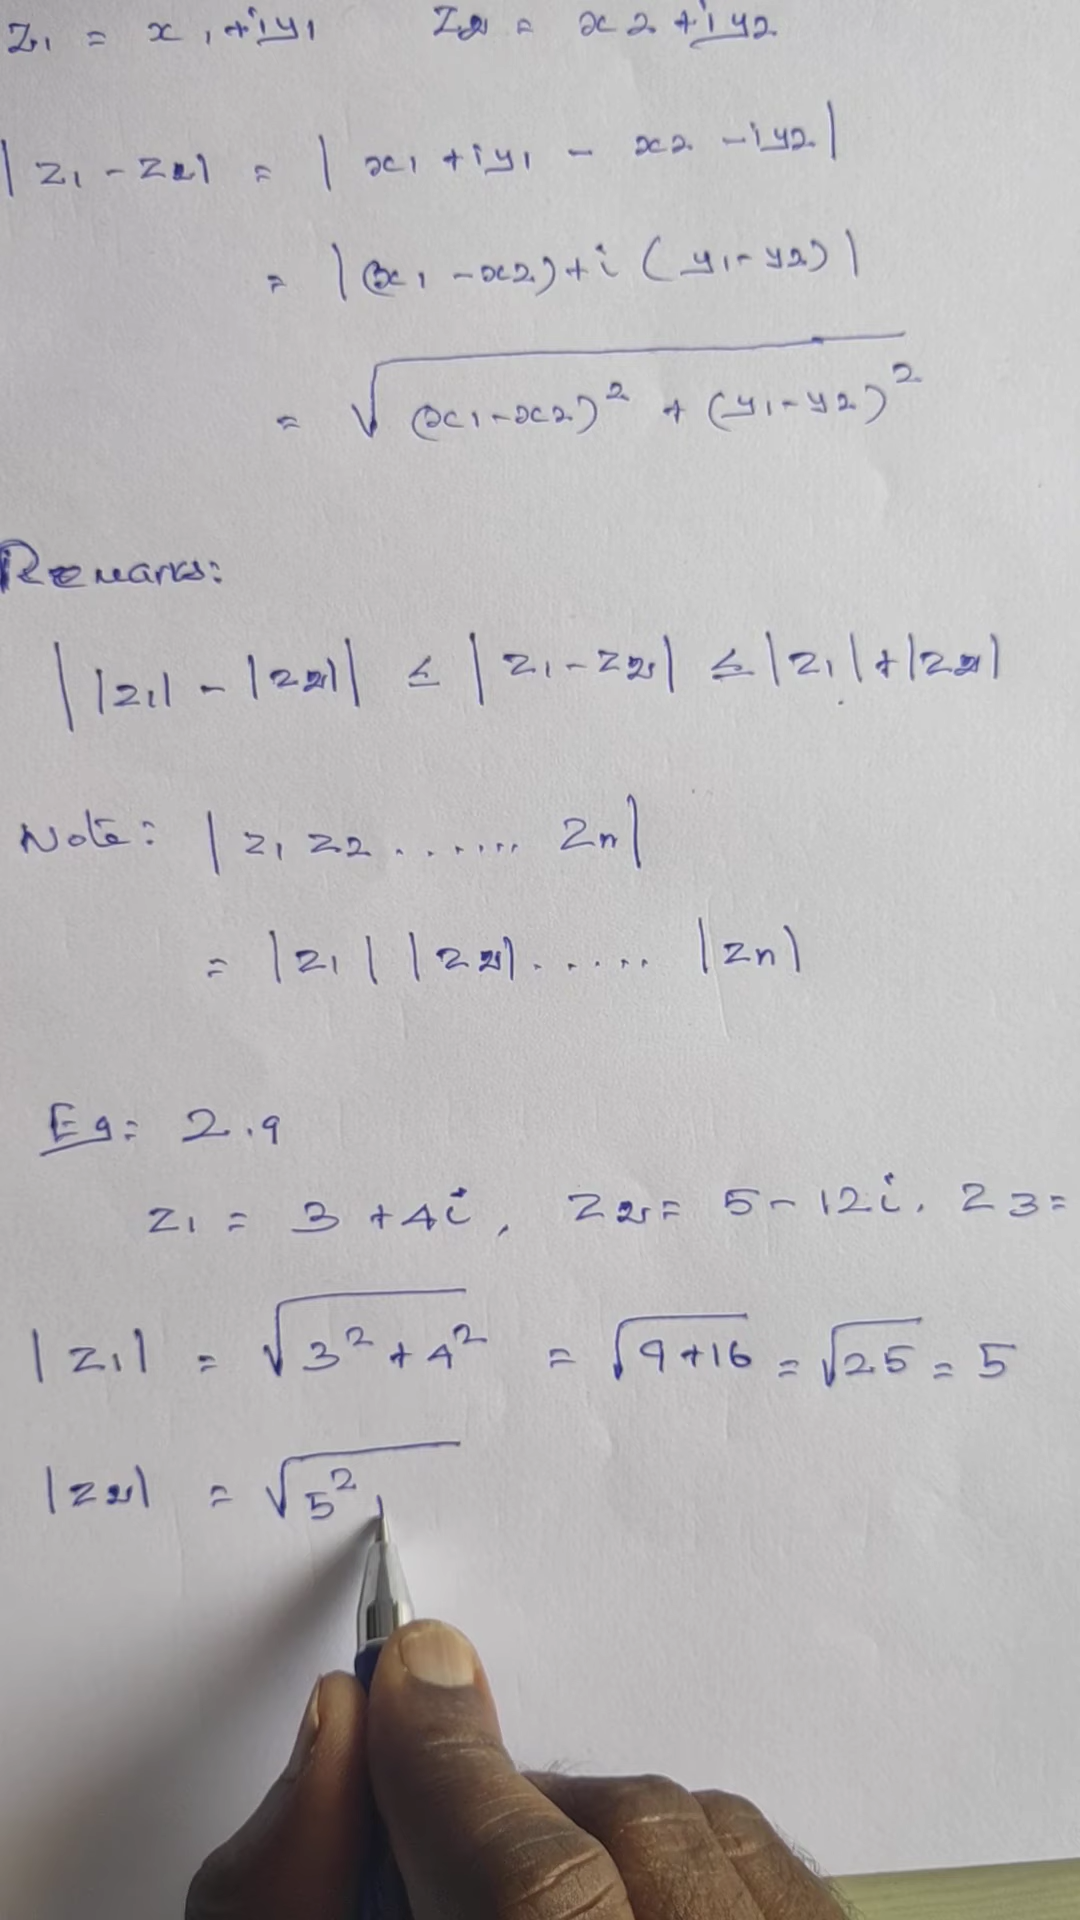 z1 = x1+iy1 z2 = x2+iy2
|z1-z2| = |x1+iy1 - x2-iy2|
= |(x1-x2)+i(y1-y2)|
= √(x1-x2)² + (y1-y2)²
Remarks:
||z1|-|z2|| ≤ |z1-z2| ≤ |z1|+|z2|
Note: |z1 z2 ....... zn|
= |z1| |z2| ...... |zn|
Eg: 2.9
z1 = 3+4i, z2 = 5-12i, z3 =
|z1| = √3²+4² = √9+16 = √25 = 5
|z2| = √5²